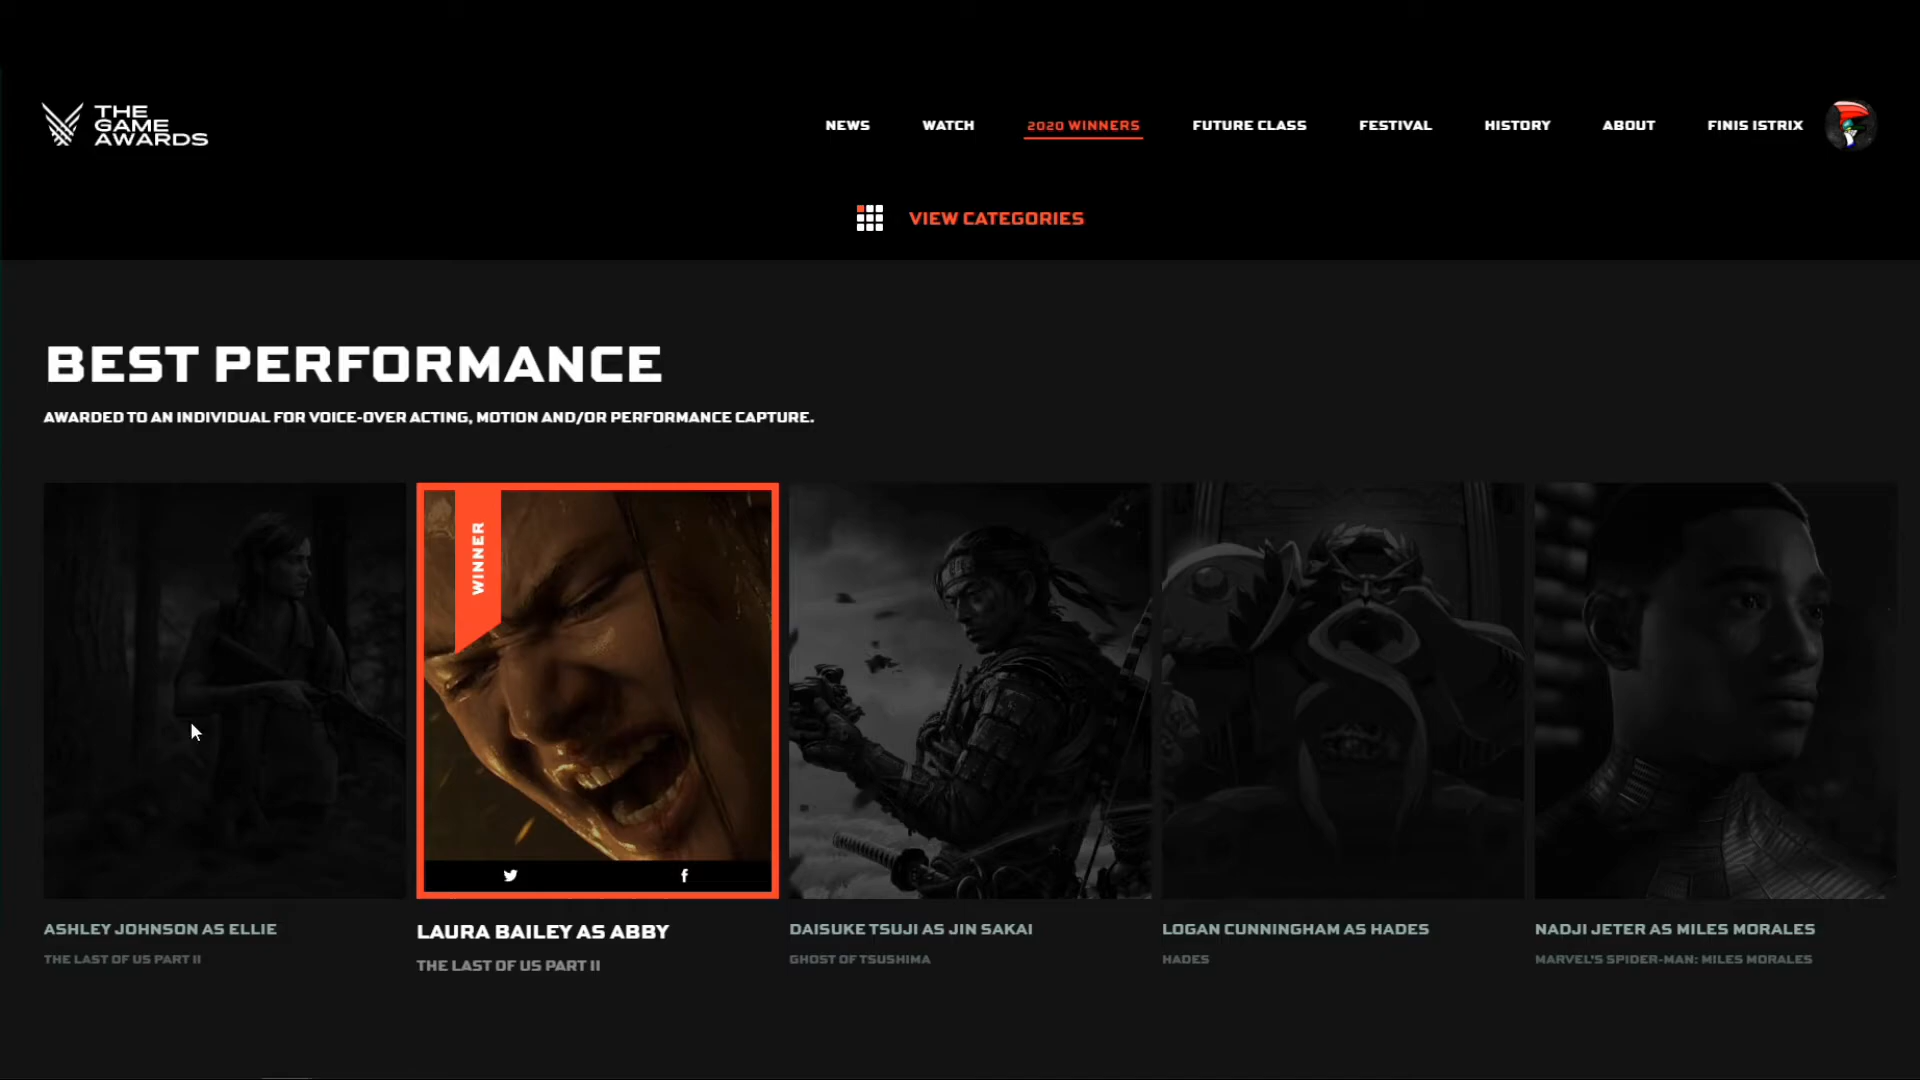 THE
GAME
AWARDS
NEWS
WATCH
2020 WINNERS
FUTURE CLASS
FESTIVAL
HISTORY
ABOUT
FINIS ISTRIX
VIEW CATEGORIES
BEST PERFORMANCE
AWARDED TO AN INDIVIDUAL FOR VOICE-OVER ACTING, MOTION AND/OR PERFORMANCE CAPTURE.
WINNER
ASHLEY JOHNSON AS ELLIE
THE LAST OF US PART II
LAURA BAILEY AS ABBY
THE LAST OF US PART II
DAISUKE TSUJI AS JIN SAKAI
GHOST OF TSUSHIMA
LOGAN CUNNINGHAM AS HADES
HADES
NADJI JETER AS MILES MORALES
MARVEL'S SPIDER-MAN: MILES MORALES